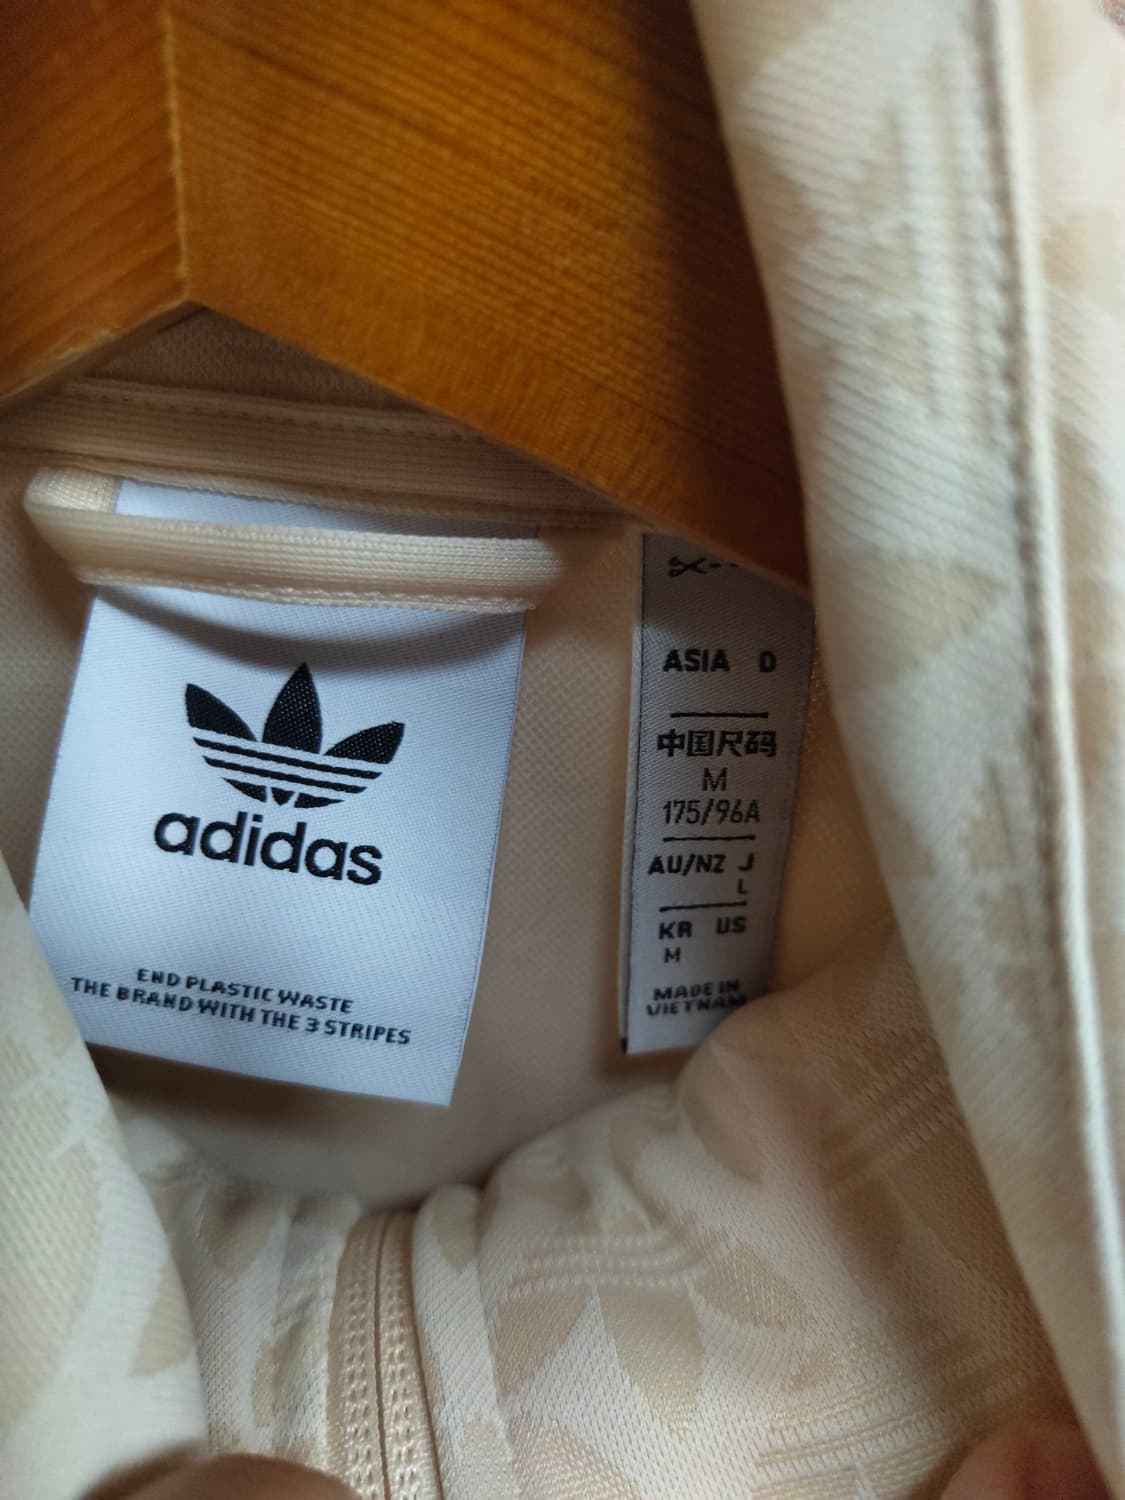 adidas
END PLASTIC WASTE
THE BRAND WITH THE 3 STRIPES
ASIA D
中国尺码
M
175/96A
AU/NZ J
L
KR US
M
MADE IN
VIETNAM